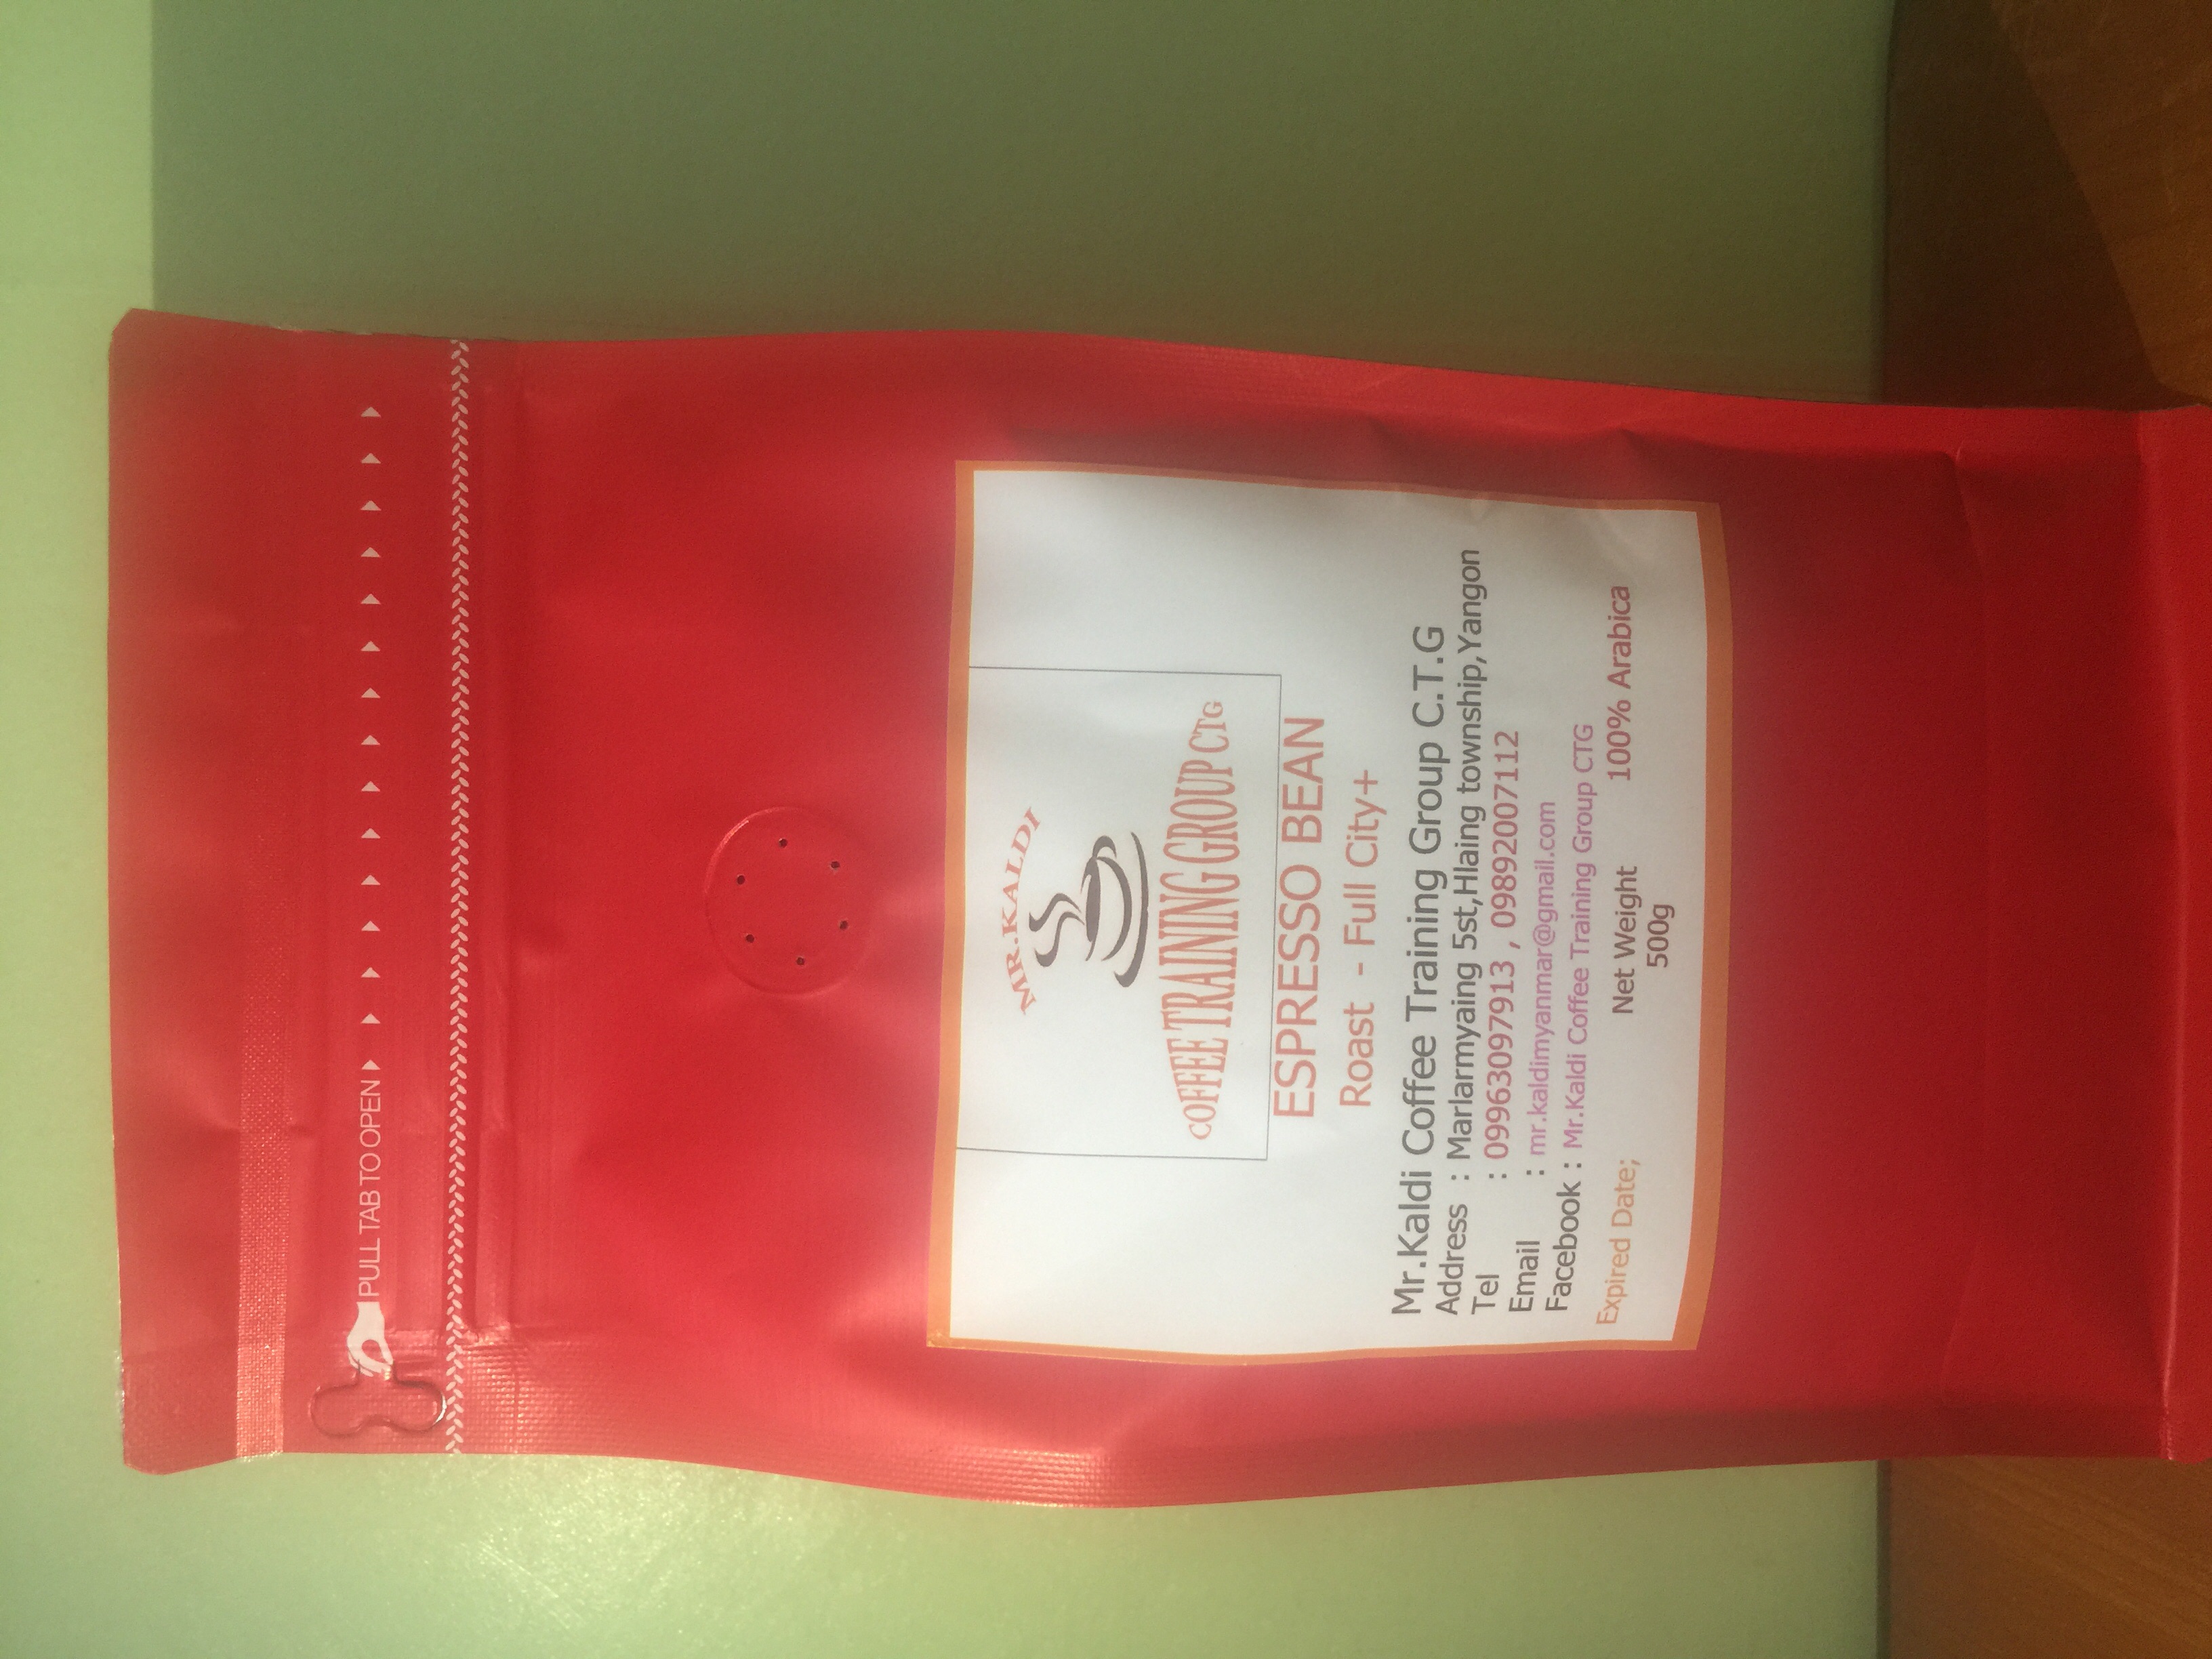 PULL TAB TO OPEN
MR.KALDI
COFFEE TRAINING GROUP CTG
ESPRESSO BEAN
Roast - Full City+
Mr.Kaldi Coffee Training Group C.T.G
Address : Marlarmyaing 5st,Hlaing township,Yangon
Tel : 09963097913 , 09892007112
Email : mr.kaldimyanmar@gmail.com
Facebook : Mr.Kaldi Coffee Training Group CTG
Expired Date; Net Weight 100% Arabica
500g